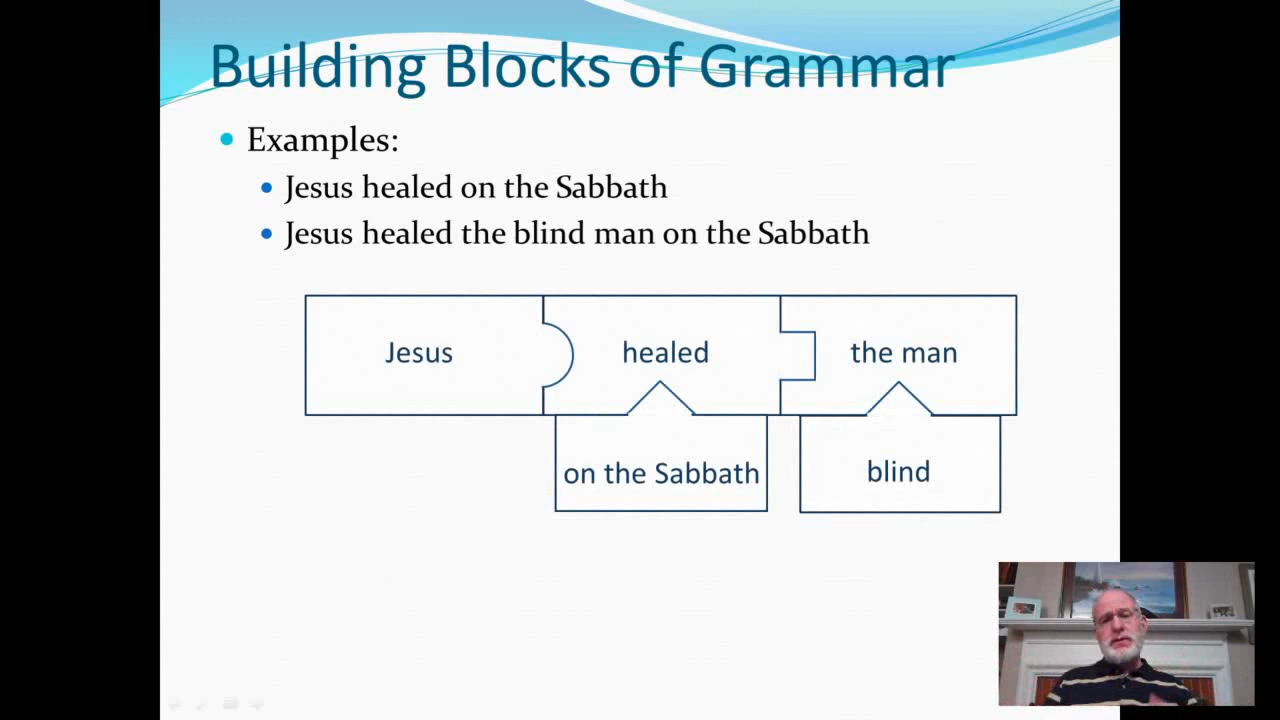 Building Blocks of Grammar
Examples:
Jesus healed on the Sabbath
Jesus healed the blind man on the Sabbath
Jesus healed the man
on the Sabbath blind